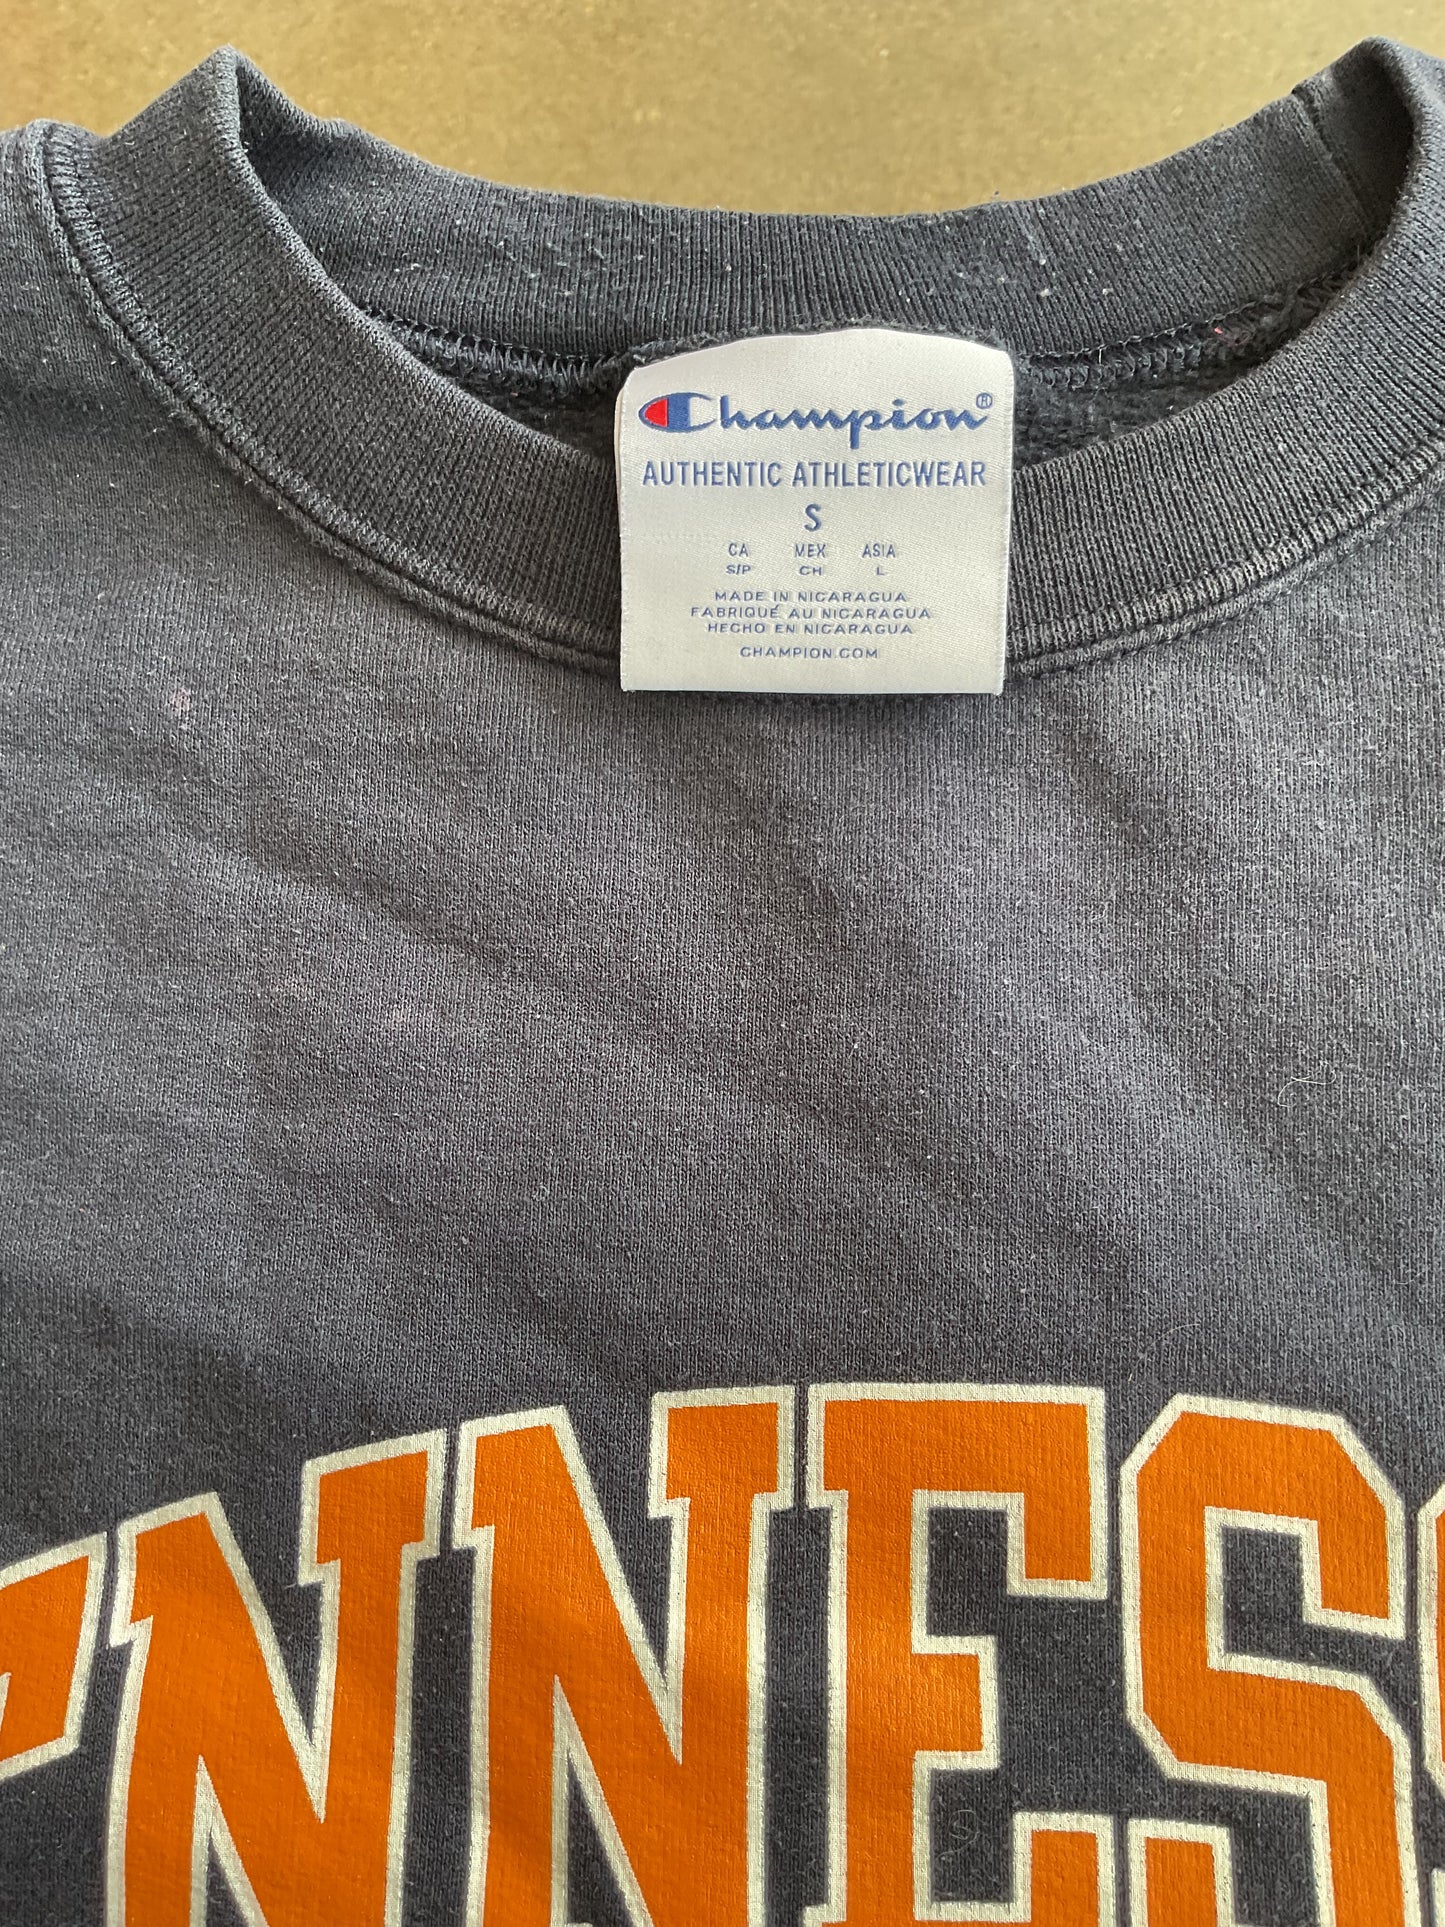 Champion®
AUTHENTIC ATHLETICWEAR
S
CA MEX ASIA
S/P CH L
MADE IN NICARAGUA
FABRIQUÉ AU NICARAGUA
HECHO EN NICARAGUA
CHAMPION.COM
ENNES